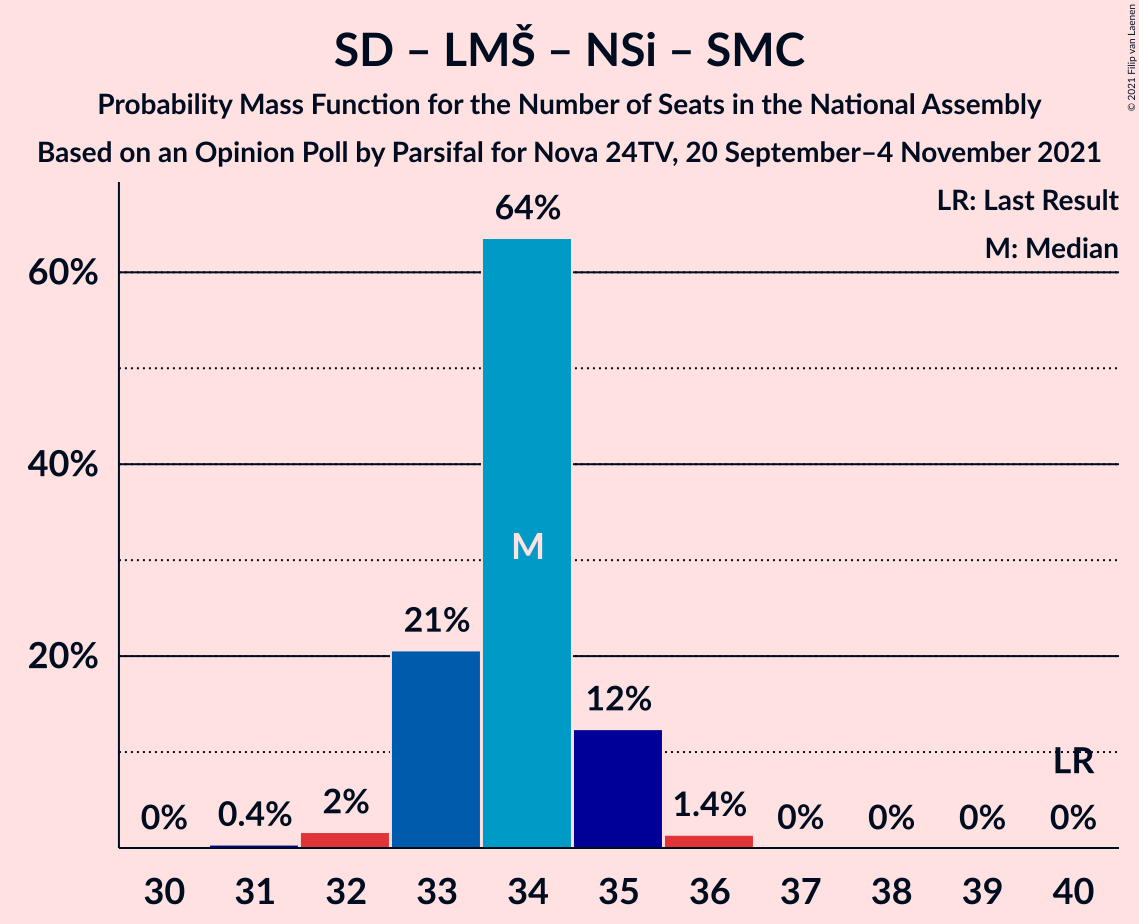 SD – LMŠ – NSi – SMC
Probability Mass Function for the Number of Seats in the National Assembly
Based on an Opinion Poll by Parsifal for Nova 24TV, 20 September–4 November 2021
© 2021 Filip van Laenen
LR: Last Result
M: Median
60%
40%
20%
0%
0.4%
2%
21%
64%
M
12%
1.4%
0%
0%
0%
LR
0%
30 31 32 33 34 35 36 37 38 39 40